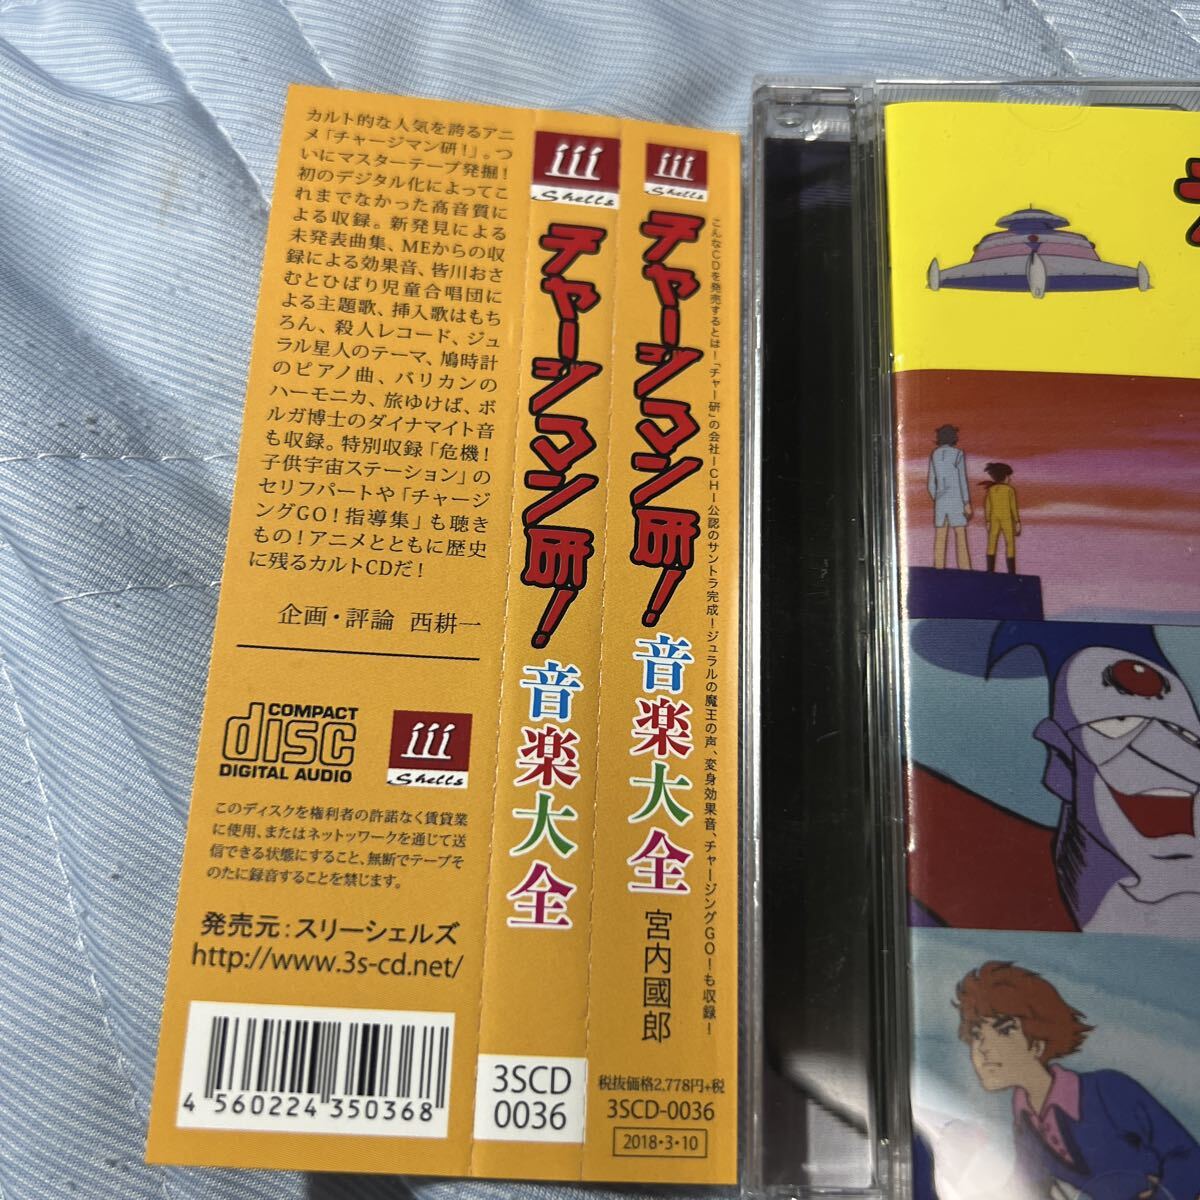 カルト的な人気を誇るアニ
メ「チャージマン研!」。つ
いにマスターテープ発掘!
初のデジタル化によってこ
れまでなかった高音質に
よる収録。新発見による
未発表曲集、MEからの収
録による効果音、皆川おさ
むとひばり児童合唱団に
よる主題歌、挿入歌はもち
ろん、殺人レコード、ジュ
ラル星人のテーマ、鳩時計
のピアノ曲、バリカンの
ハーモニカ、旅ゆけば、ボ
ルガ博士のダイナマイト音
も収録。特別収録「危機!
子供宇宙ステーション」の
セリフパートや「チャージ
ングGO!指導集」も聴き
もの!アニメとともに歴史
に残るカルトCDだ!
企画・評論 西耕一
COMPACT
disc
DIGITAL AUDIO
iii
Shells
このディスクを権利者の許諾なく賃貸業
に使用、またはネットッワークを通じて送
信できる状態にすること、無断でテープそ
のたに録音することを禁じます。
発売元:スリーシェルズ
http://www.3s-cd.net/
4 560224 350368
iii
Shells
チャージマン研!
音楽大全
3SCD
0036
iii
Shells
チャージマン研!
音楽大全
宮内國郎
こんなCDを発売するとは!「チャー研」の会社ICHI公認のサントラ完成!ジュラルの魔王の声、変身効果音、チャージングGO!も収録!
税抜価格2,778円+税
3SCD-0036
2018・3・10